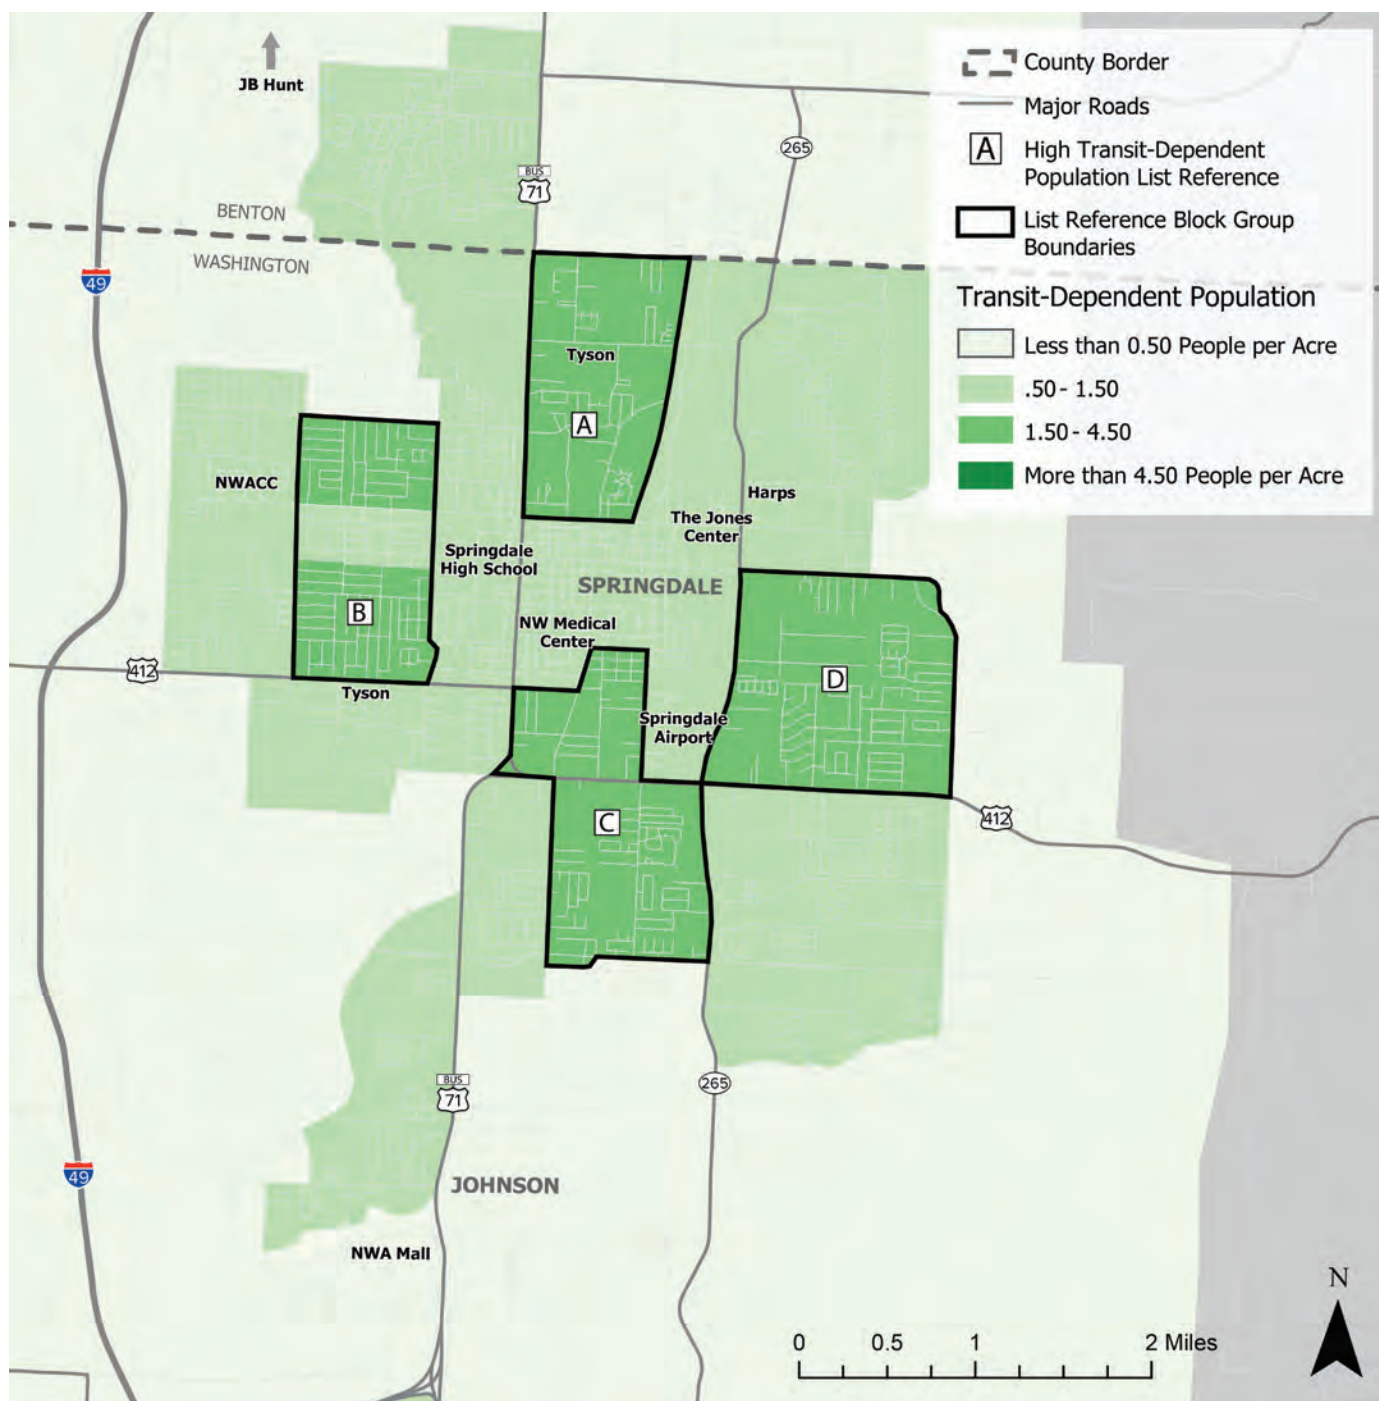 JB Hunt
County Border
Major Roads
A
High Transit-Dependent
Population List Reference
List Reference Block Group
Boundaries
Transit-Dependent Population
Less than 0.50 People per Acre
.50 - 1.50
1.50 - 4.50
More than 4.50 People per Acre
265
BUS
71
BENTON
WASHINGTON
49
Tyson
A
NWACC
Harps
The Jones
Center
Springdale
High School
SPRINGDALE
B
NW Medical
Center
412
Tyson
D
Springdale
Airport
C
412
BUS
71
265
49
JOHNSON
NWA Mall
N
0 0.5 1 2 Miles